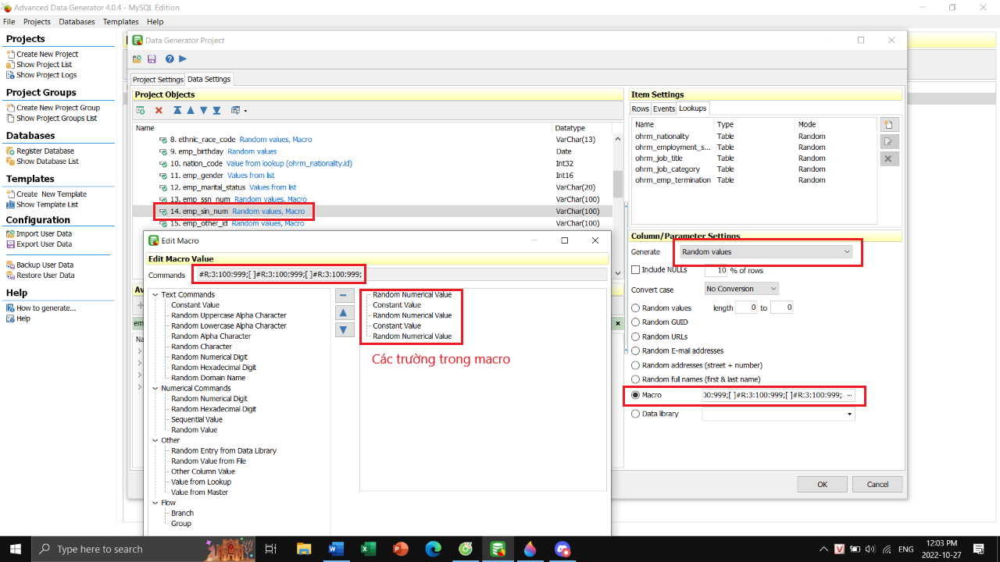 Advanced Data Generator 4.0.4 - MySQL Edition
File Projects Databases Templates Help
Projects
Create New Project
Show Project List
Show Project Logs
Project Groups
Create New Project Group
Show Project Groups List
Databases
Register Database
Show Database List
Templates
Create New Template
Show Template List
Configuration
Import User Data
Export User Data
Backup User Data
Restore User Data
Help
How to generate...
Help
Data Generator Project
Project Settings Data Settings
Project Objects
Name Datatype
8. ethnic_race_code Random values, Macro VarChar(13)
9. emp_birthday Random values Date
10. nation_code Value from lookup (ohrm_nationality.id) Int32
11. emp_gender Values from list Int16
12. emp_marital_status Values from list VarChar(20)
13. emp_ssn_num Random values, Macro VarChar(100)
14. emp_sin_num Random values, Macro VarChar(100)
15. emp_other_id Random values, Macro VarChar(100)
Edit Macro
Edit Macro Value
Commands #R:3:100:999;[ ]#R:3:100:999;[ ]#R:3:100:999;
Text Commands
Constant Value
Random Uppercase Alpha Character
Random Lowercase Alpha Character
Random Alpha Character
Random Character
Random Numerical Digit
Random Hexadecimal Digit
Random Domain Name
Numerical Commands
Random Numerical Digit
Random Hexadecimal Digit
Sequential Value
Random Value
Other
Random Entry from Data Library
Random Value from File
Other Column Value
Value from Lookup
Value from Master
Flow
Branch
Group
Random Numerical Value
Constant Value
Random Numerical Value
Constant Value
Random Numerical Value
Các trường trong macro
Item Settings
Rows Events Lookups
Name Type Mode
ohrm_nationality Table Random
ohrm_employment_s... Table Random
ohrm_job_title Table Random
ohrm_job_category Table Random
ohrm_emp_termination Table Random
Column/Parameter Settings
Generate Random values
Include NULLs 10 % of rows
Convert case No Conversion
Random values length 0 to 0
Random GUID
Random URLs
Random E-mail addresses
Random addresses (street + number)
Random full names (first & last name)
Macro 00:999;[ ]#R:3:100:999;[ ]#R:3:100:999; ...
Data library
OK Cancel
Type here to search
ENG
12:03 PM
2022-10-27